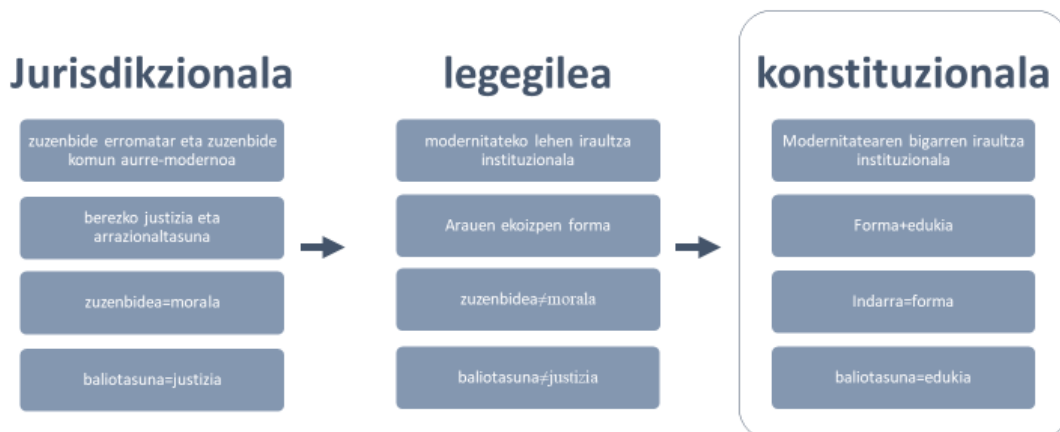 Jurisdikzionala
zuzenbide erromatar eta zuzenbide
komun aurre-modernoa
berezko justizia eta
arrazionaltasuna
zuzenbidea=morala
baliotasuna=justizia
legegilea
modernitateko lehen iraultza
instituzionala
Arauen ekoizpen forma
zuzenbidea≠morala
baliotasuna≠justizia
konstituzionala
Modernitatearen bigarren iraultza
instituzionala
Forma+edukia
Indarra=forma
baliotasuna=edukia